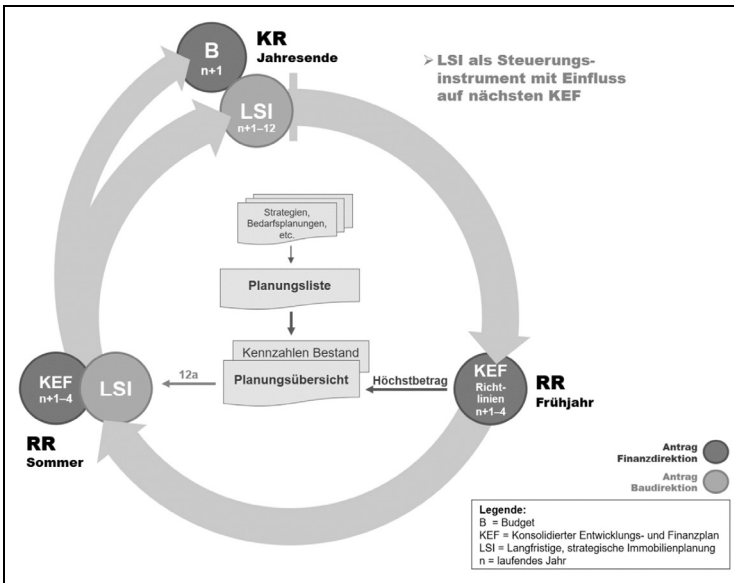 B
n+1
KR
Jahresende
LSI
n+1–12
➢ LSI als Steuerungs-
instrument mit Einfluss
auf nächsten KEF
Strategien,
Bedarfsplanungen,
etc.
Planungsliste
Kennzahlen Bestand
Planungsübersicht
12a
Höchstbetrag
KEF
n+1–4
LSI
RR
Sommer
KEF
Richt-
linien
n+1–4
RR
Frühjahr
Antrag
Finanzdirektion
Antrag
Baudirektion
Legende:
B = Budget
KEF = Konsolidierter Entwicklungs- und Finanzplan
LSI = Langfristige, strategische Immobilienplanung
n = laufendes Jahr